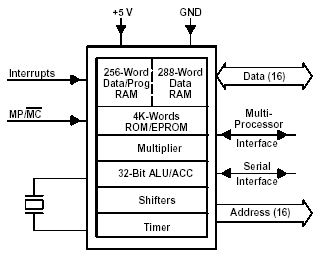 +5 V
GND
Interrupts
256-Word
Data/Prog
RAM
288-Word
Data
RAM
Data (16)
MP/MC
4K-Words
ROM/EPROM
Multi-
Processor
Interface
Multiplier
32-Bit ALU/ACC
Serial
Interface
Shifters
Address (16)
Timer